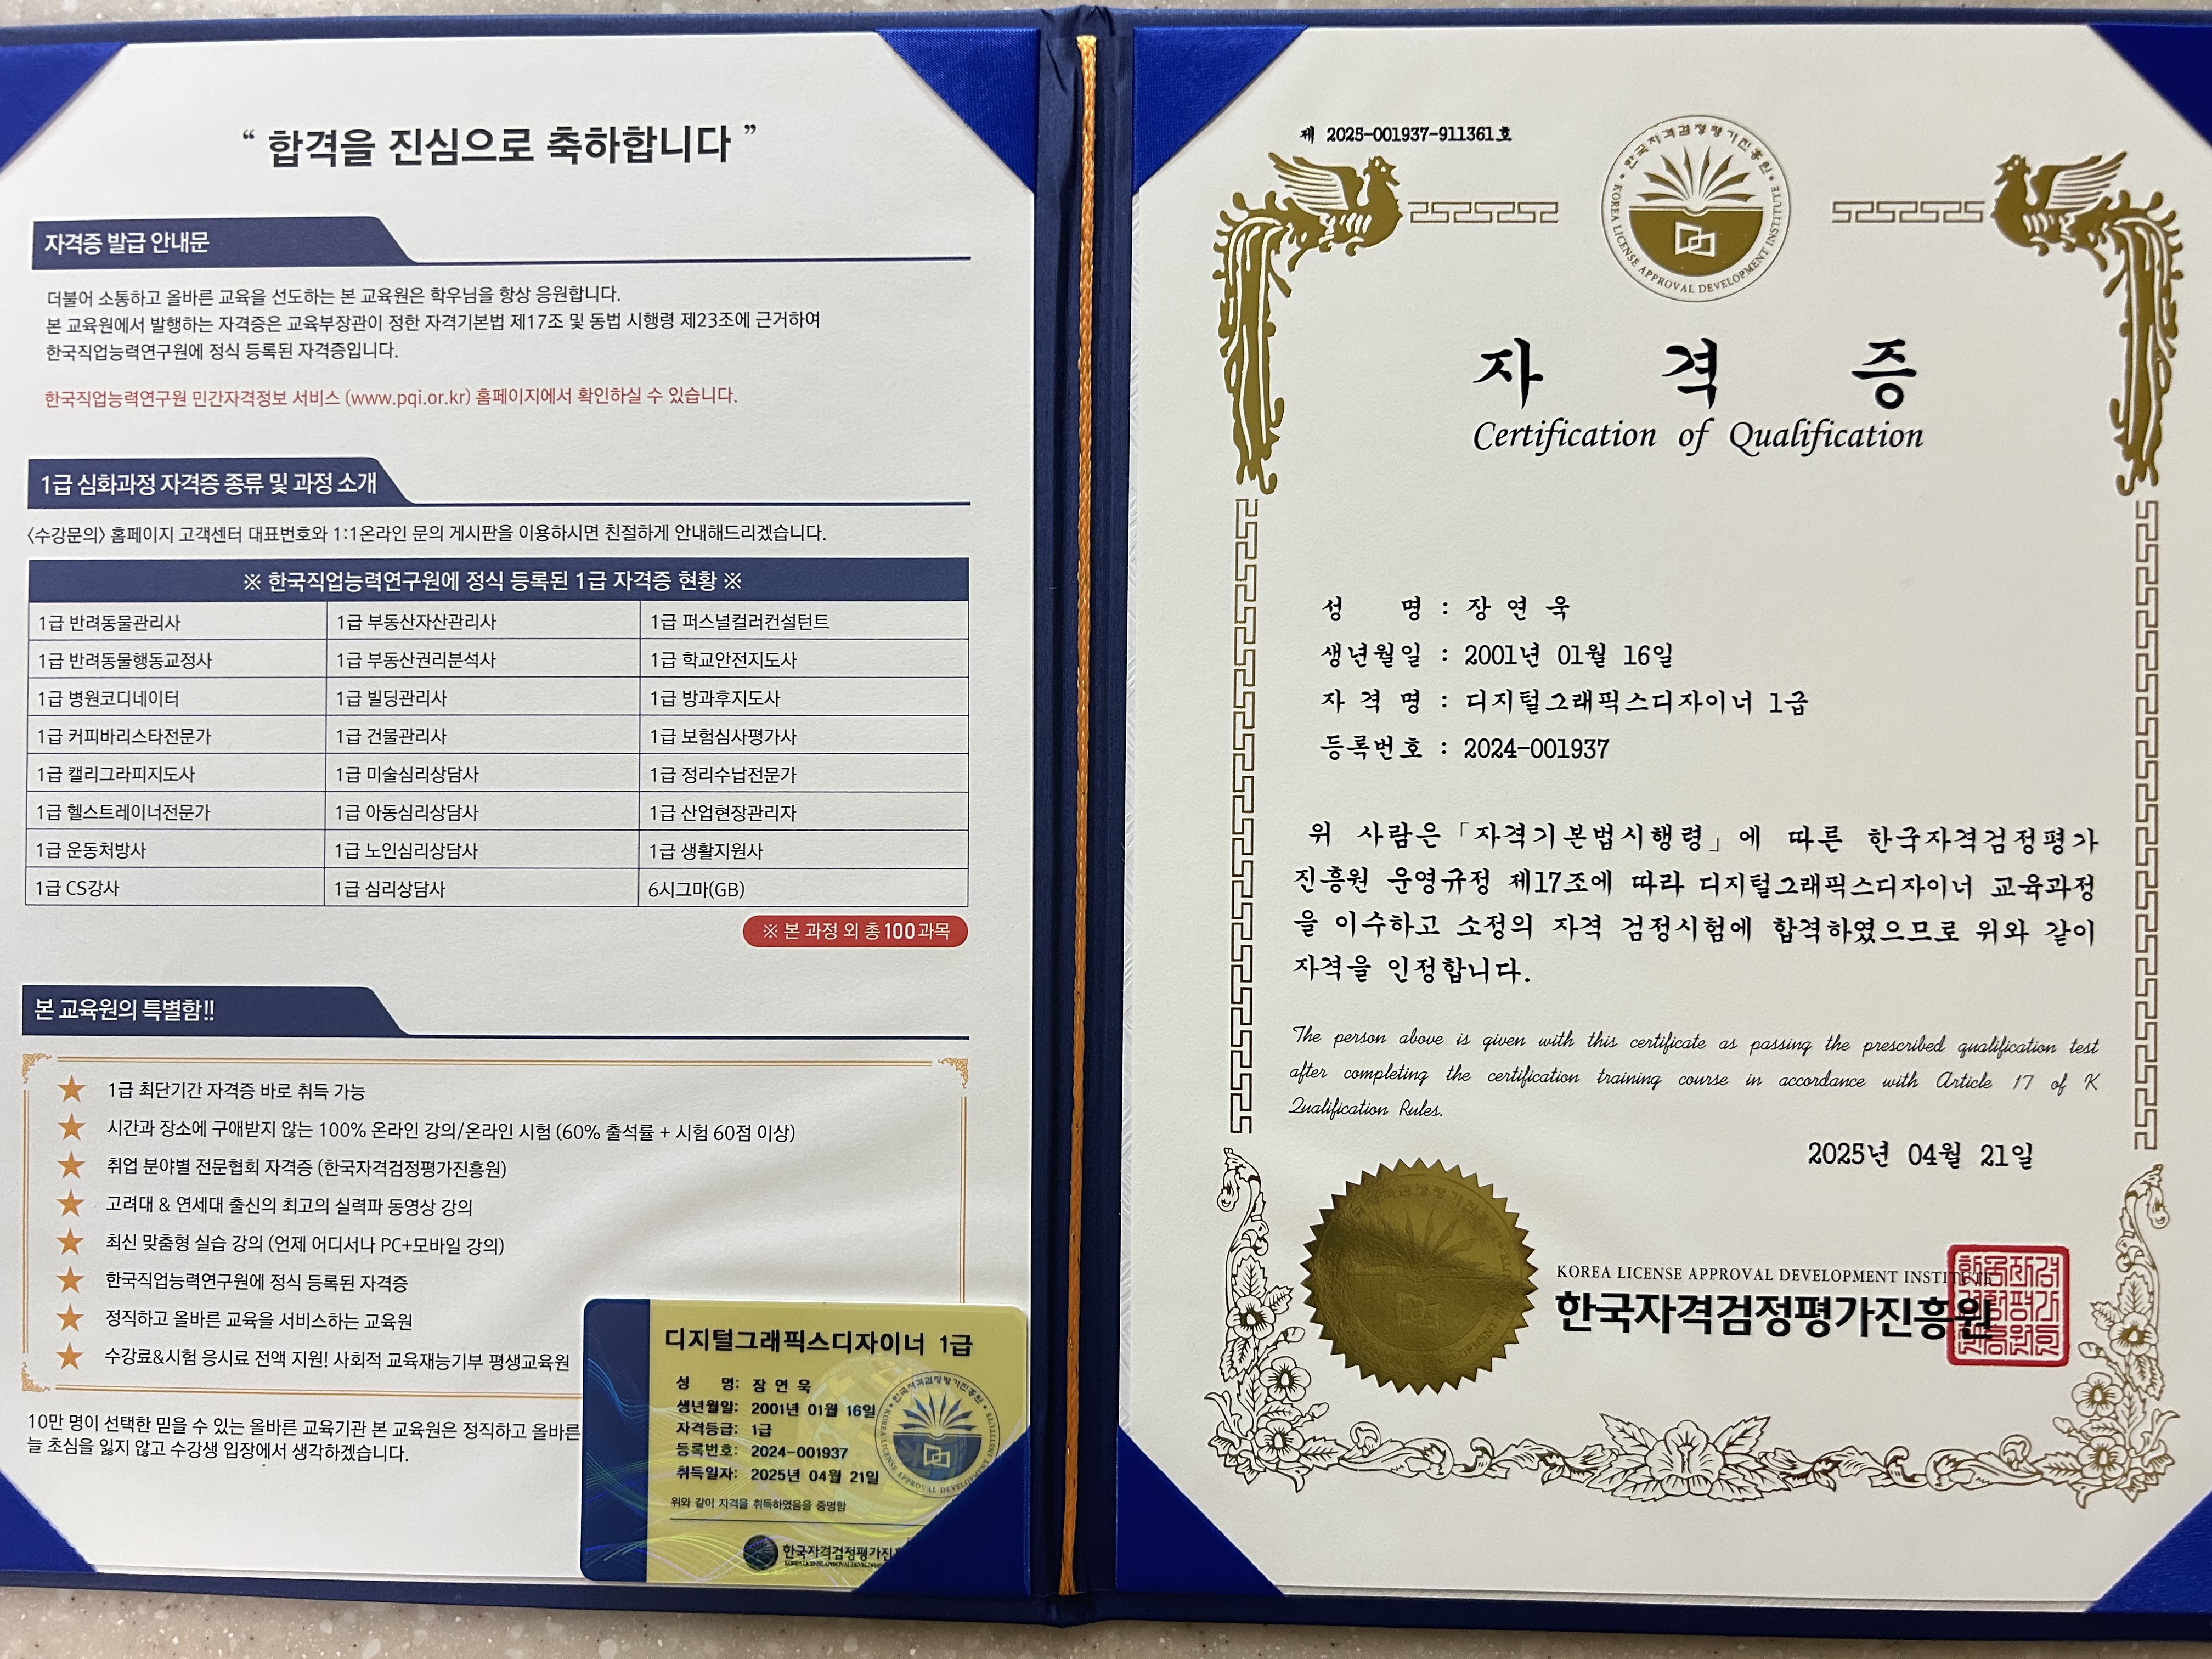 “ 합격을 진심으로 축하합니다 ”
자격증 발급 안내문
더불어 소통하고 올바른 교육을 선도하는 본 교육원은 학우님을 항상 응원합니다.
본 교육원에서 발행하는 자격증은 교육부장관이 정한 자격기본법 제17조 및 동법 시행령 제23조에 근거하여
한국직업능력연구원에 정식 등록된 자격증입니다.
한국직업능력연구원 민간자격정보 서비스 (www.pqi.or.kr) 홈페이지에서 확인하실 수 있습니다.
1급 심화과정 자격증 종류 및 과정 소개
<수강문의> 홈페이지 고객센터 대표번호와 1:1온라인 문의 게시판을 이용하시면 친절하게 안내해드리겠습니다.
※ 한국직업능력연구원에 정식 등록된 1급 자격증 현황 ※
1급 반려동물관리사 1급 부동산자산관리사 1급 퍼스널컬러컨설턴트
1급 반려동물행동교정사 1급 부동산권리분석사 1급 학교안전지도사
1급 병원코디네이터 1급 빌딩관리사 1급 방과후지도사
1급 커피바리스타전문가 1급 건물관리사 1급 보험심사평가사
1급 캘리그라피지도사 1급 미술심리상담사 1급 정리수납전문가
1급 헬스트레이너전문가 1급 아동심리상담사 1급 산업현장관리자
1급 운동처방사 1급 노인심리상담사 1급 생활지원사
1급 CS강사 1급 심리상담사 6시그마(GB)
※ 본 과정 외 총 100과목
본 교육원의 특별함!!
1급 최단기간 자격증 바로 취득 가능
시간과 장소에 구애받지 않는 100% 온라인 강의/온라인 시험 (60% 출석률 + 시험 60점 이상)
취업 분야별 전문협회 자격증 (한국자격검정평가진흥원)
고려대 & 연세대 출신의 최고의 실력파 동영상 강의
최신 맞춤형 실습 강의 (언제 어디서나 PC+모바일 강의)
한국직업능력연구원에 정식 등록된 자격증
정직하고 올바른 교육을 서비스하는 교육원
수강료&시험 응시료 전액 지원! 사회적 교육재능기부 평생교육원
10만 명이 선택한 믿을 수 있는 올바른 교육기관 본 교육원은 정직하고 올바른
늘 초심을 잃지 않고 수강생 입장에서 생각하겠습니다.
디지털그래픽스디자이너 1급
성 명: 장 연 욱
생년월일: 2001년 01월 16일
자격등급: 1급
등록번호: 2024-001937
취득일자: 2025년 04월 21일
위와 같이 자격을 취득하였음을 증명함
한국자격검정평가진
제 2025-001937-911361호
한국자격검정평가진흥원
KOREA LICENSE APPROVAL DEVELOPMENT INSTITUTE
자 격 증
Certification of Qualification
성 명 : 장 연 욱
생년월일 : 2001년 01월 16일
자 격 명 : 디지털그래픽스디자이너 1급
등록번호 : 2024-001937
위 사람은「자격기본법시행령」에 따른 한국자격검정평가
진흥원 운영규정 제17조에 따라 디지털그래픽스디자이너 교육과정
을 이수하고 소정의 자격 검정시험에 합격하였으므로 위와 같이
자격을 인정합니다.
The person above is given with this certificate as passing the prescribed qualification test
after completing the certification training course in accordance with Article 17 of K
Qualification Rules.
2025년 04월 21일
KOREA LICENSE APPROVAL DEVELOPMENT INSTITUTE
한국자격검정평가진흥원